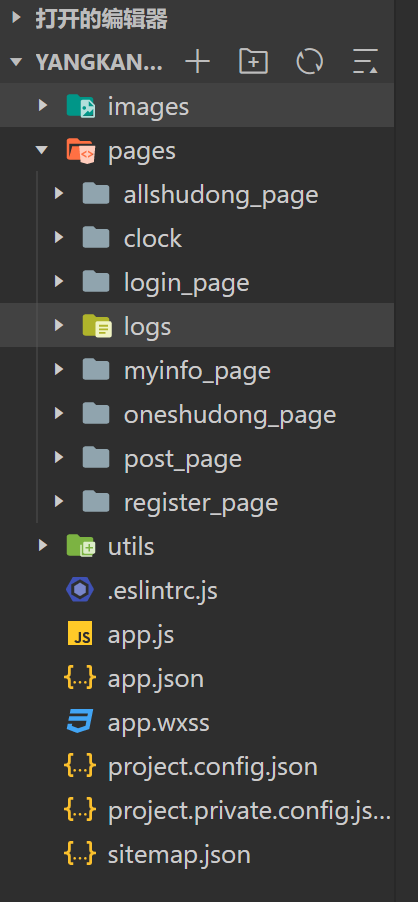 打开的编辑器
YANGKAN...
images
pages
allshudong_page
clock
login_page
logs
myinfo_page
oneshudong_page
post_page
register_page
utils
.eslintrc.js
JS app.js
{...} app.json
app.wxss
{...} project.config.json
{...} project.private.config.js...
{...} sitemap.json